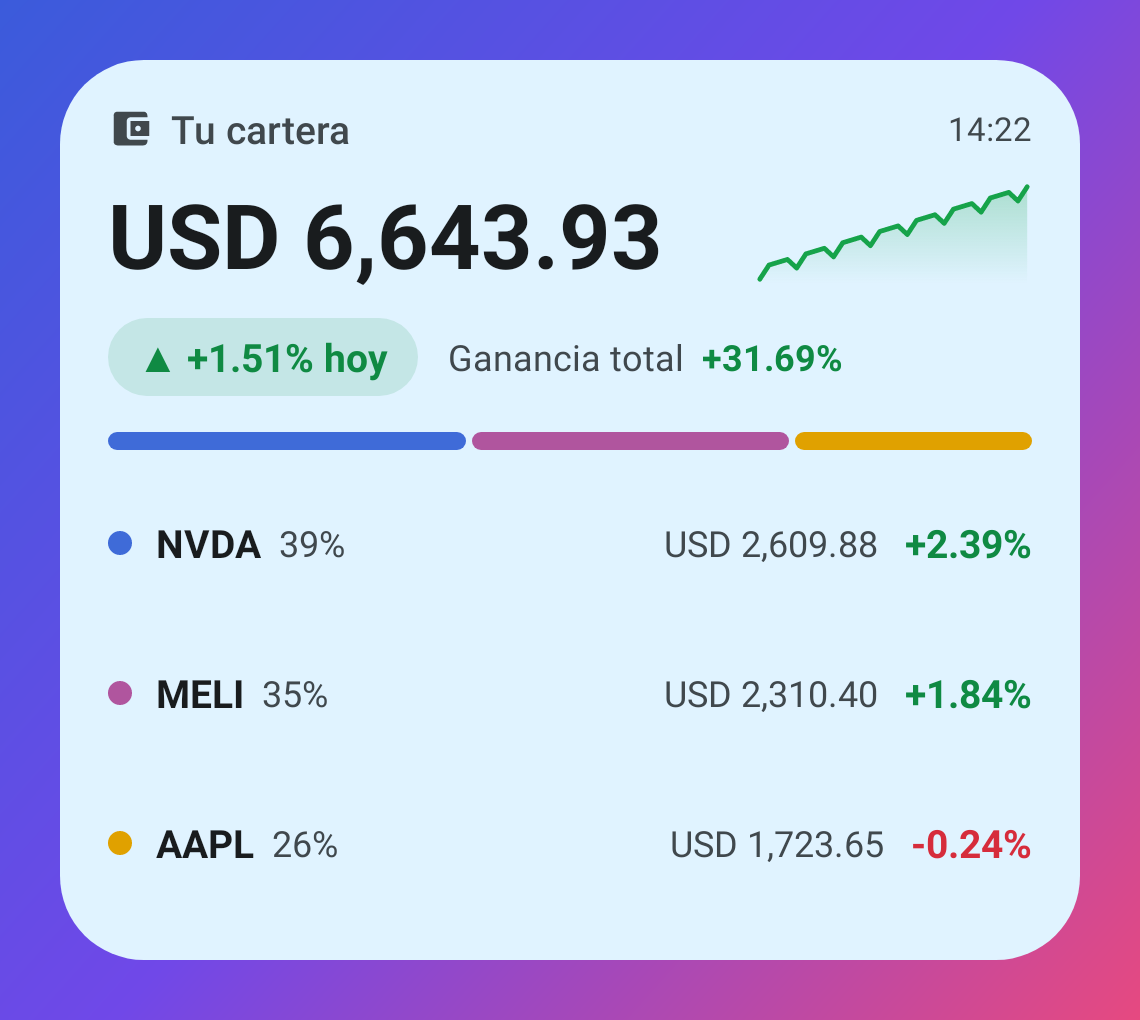 Tu cartera 14:22
USD 6,643.93
▲ +1.51% hoy Ganancia total +31.69%
NVDA 39% USD 2,609.88 +2.39%
MELI 35% USD 2,310.40 +1.84%
AAPL 26% USD 1,723.65 -0.24%